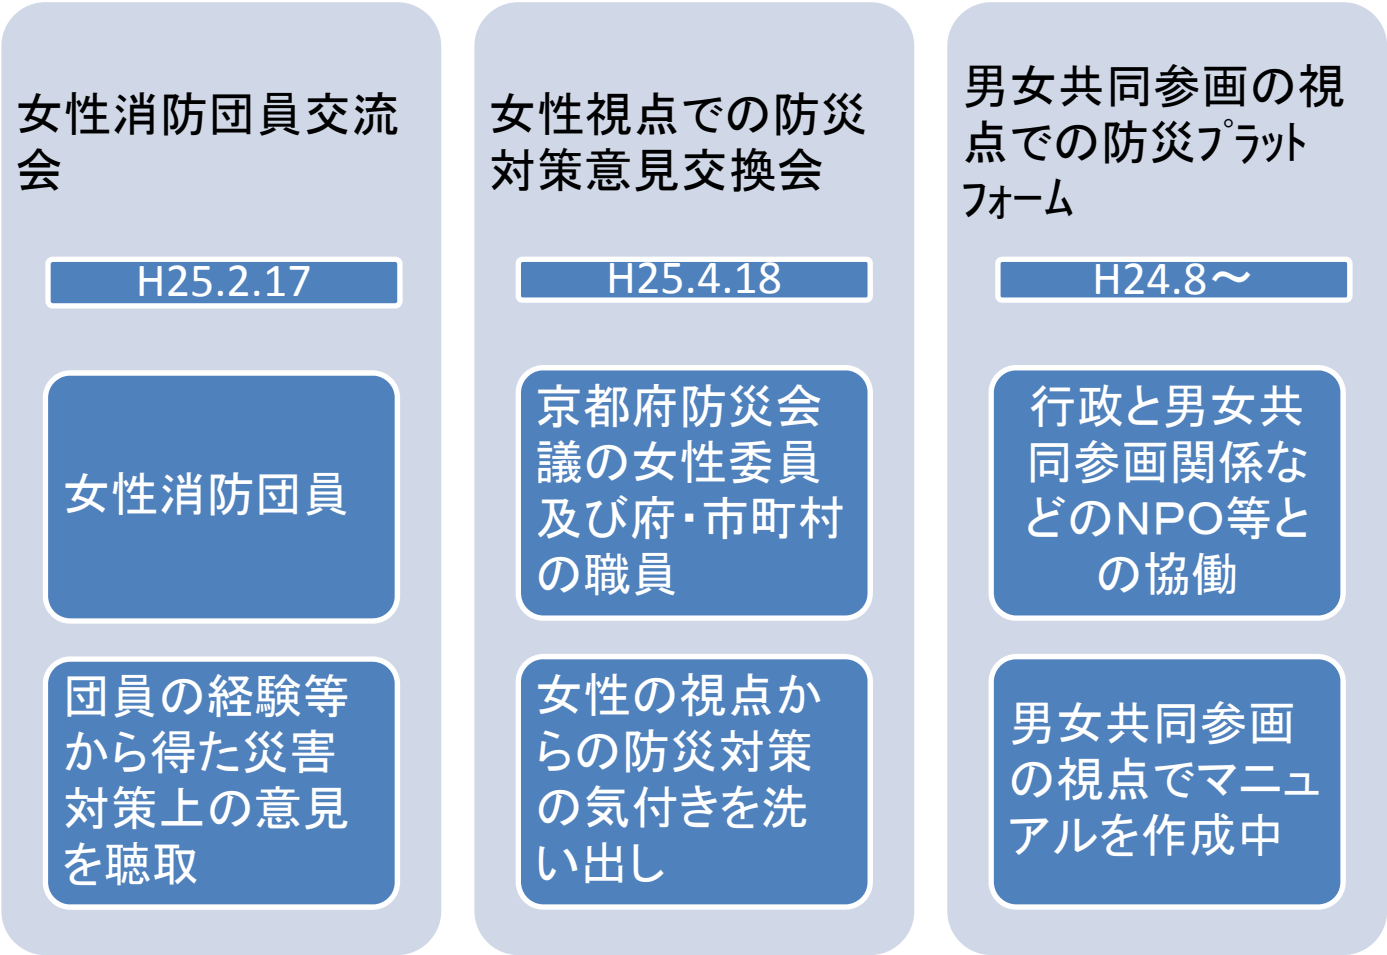 女性消防団員交流
会
H25.2.17
女性消防団員
団員の経験等
から得た災害
対策上の意見
を聴取
女性視点での防災
対策意見交換会
H25.4.18
京都府防災会
議の女性委員
及び府・市町村
の職員
女性の視点か
らの防災対策
の気付きを洗
い出し
男女共同参画の視
点での防災プラット
フォーム
H24.8～
行政と男女共
同参画関係な
どのNPO等と
の協働
男女共同参画
の視点でマニュ
アルを作成中